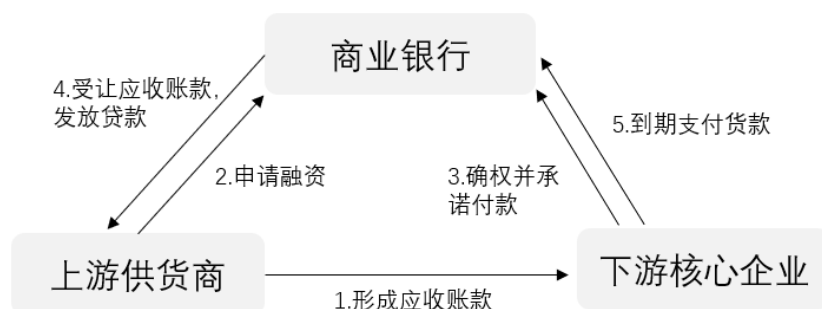 商业银行
4.受让应收账款，
发放贷款
2.申请融资
3.确权并承
诺付款
5.到期支付货款
上游供货商
下游核心企业
1.形成应收账款